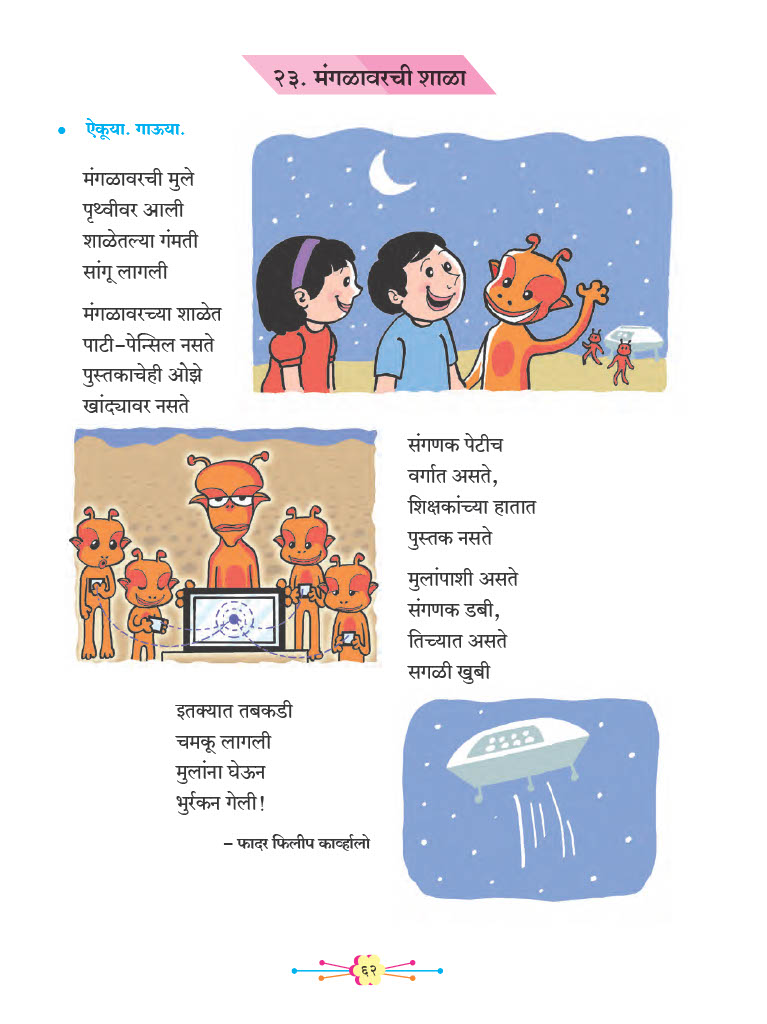 २३. मंगळावरची शाळा
• ऐकूया. गाऊया.
मंगळावरची मुले
पृथ्वीवर आली
शाळेतल्या गंमती
सांगू लागली
मंगळावरच्या शाळेत
पाटी-पेन्सिल नसते
पुस्तकाचेही ओझे
खांद्यावर नसते
संगणक पेटीच
वर्गात असते,
शिक्षकांच्या हातात
पुस्तक नसते
मुलांपाशी असते
संगणक डबी,
तिच्यात असते
सगळी खुबी
इतक्यात तबकडी
चमकू लागली
मुलांना घेऊन
भुर्रकन गेली!
– फादर फिलीप कार्व्हालो
६२